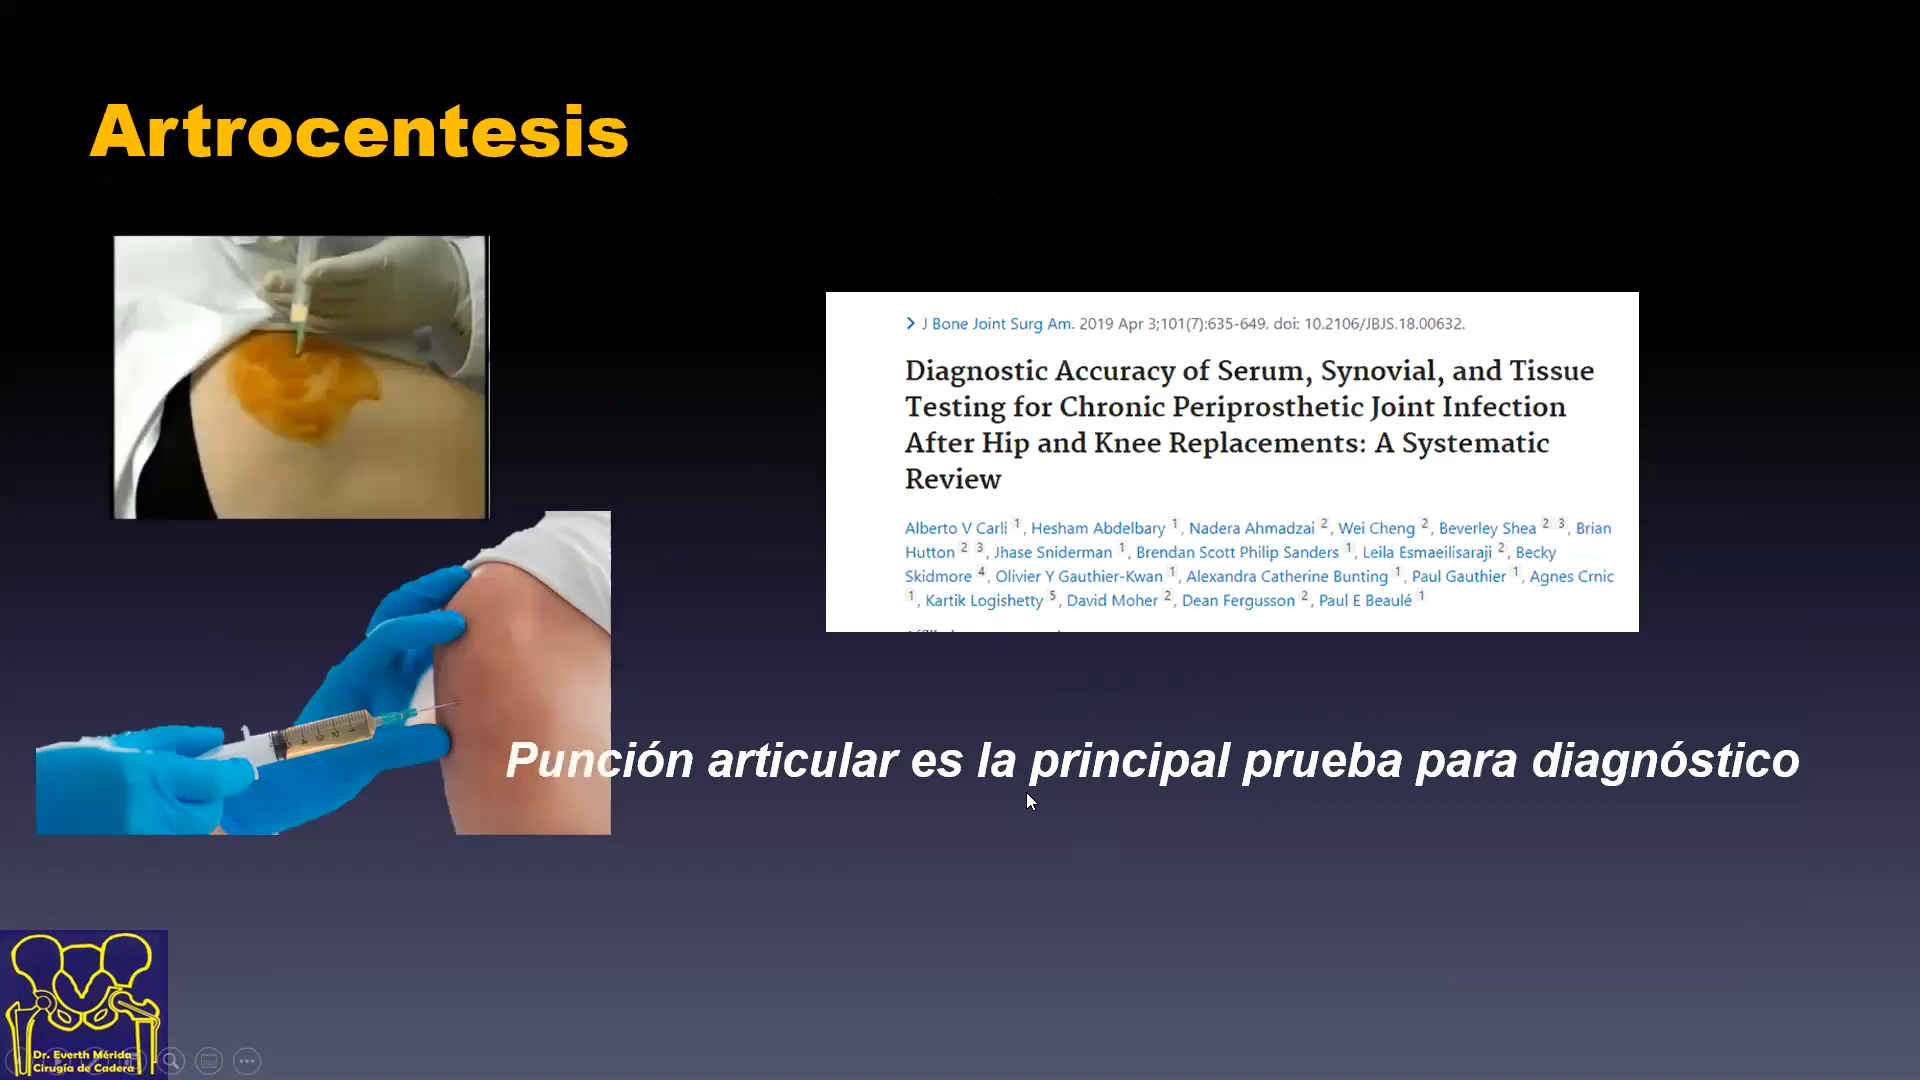 Artrocentesis
J Bone Joint Surg Am. 2019 Apr 3;101(7):635-649. doi: 10.2106/JBJS.18.00632.
Diagnostic Accuracy of Serum, Synovial, and Tissue
Testing for Chronic Periprosthetic Joint Infection
After Hip and Knee Replacements: A Systematic
Review
Alberto V Carli 1, Hesham Abdelbary 1, Nadera Ahmadzai 2, Wei Cheng 2, Beverley Shea 2 3, Brian
Hutton 2 3, Jhase Sniderman 1, Brendan Scott Philip Sanders 1, Leila Esmaeilisaraji 2, Becky
Skidmore 4, Olivier Y Gauthier-Kwan 1, Alexandra Catherine Bunting 1, Paul Gauthier 1, Agnes Crnic
1, Kartik Logishetty 5, David Moher 2, Dean Fergusson 2, Paul E Beaulé 1
Punción articular es la principal prueba para diagnóstico
Dr. Everth Mérida
Cirugía de Cadera